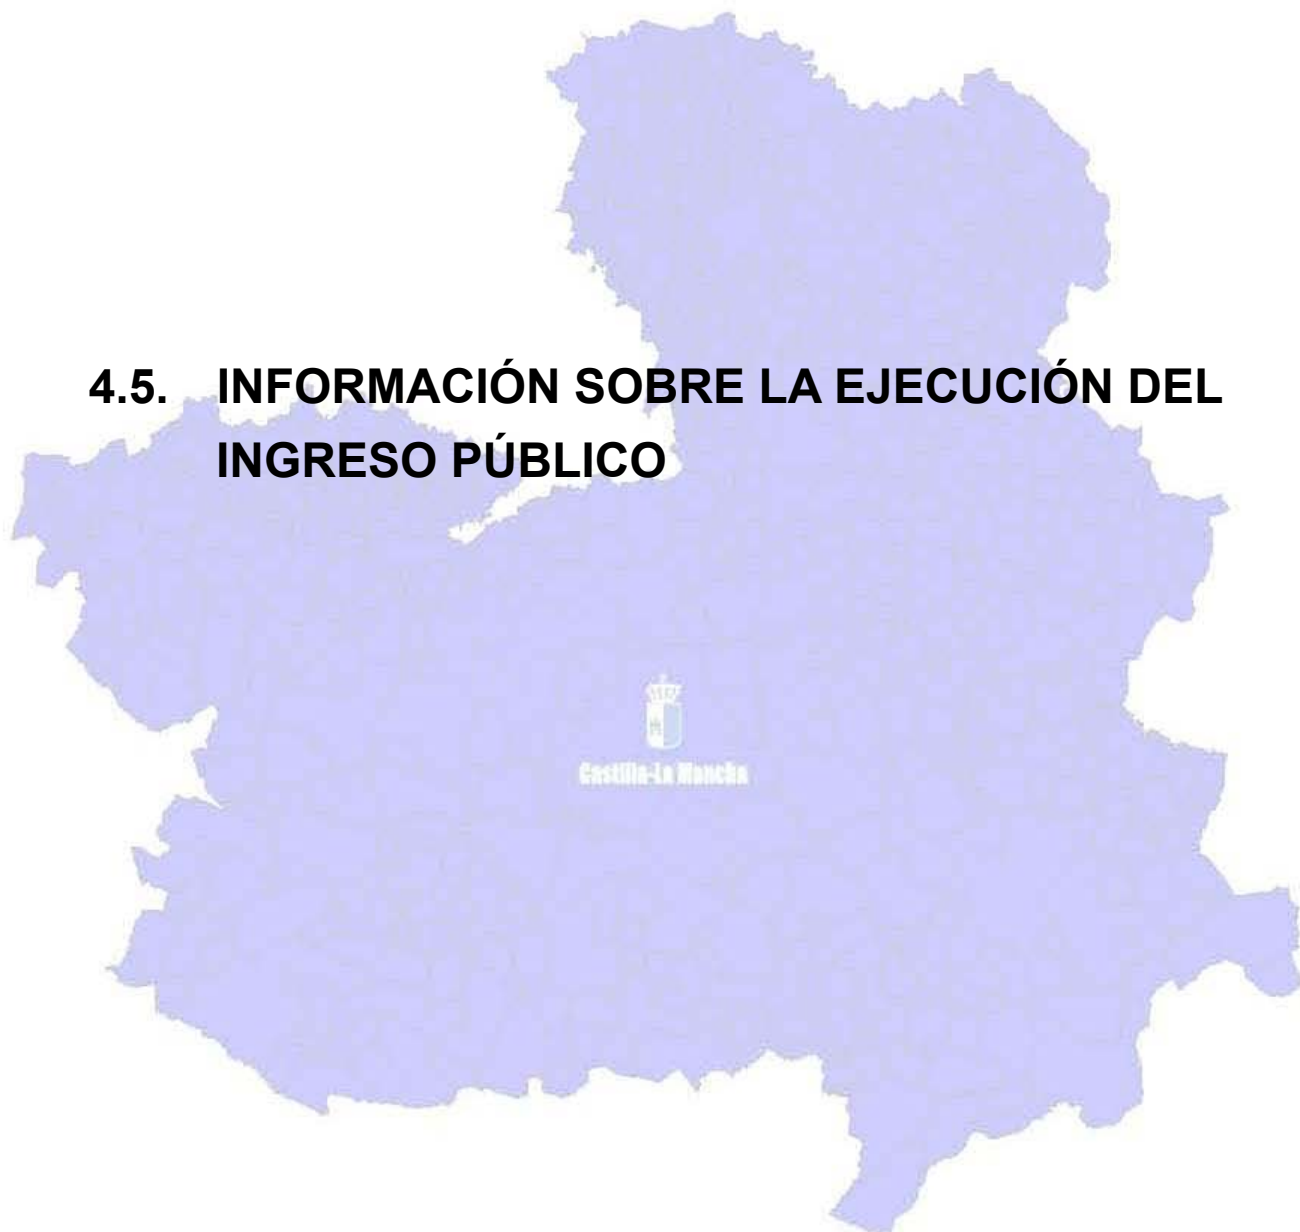 4.5. INFORMACIÓN SOBRE LA EJECUCIÓN DEL
INGRESO PÚBLICO
Castilla-La Mancha